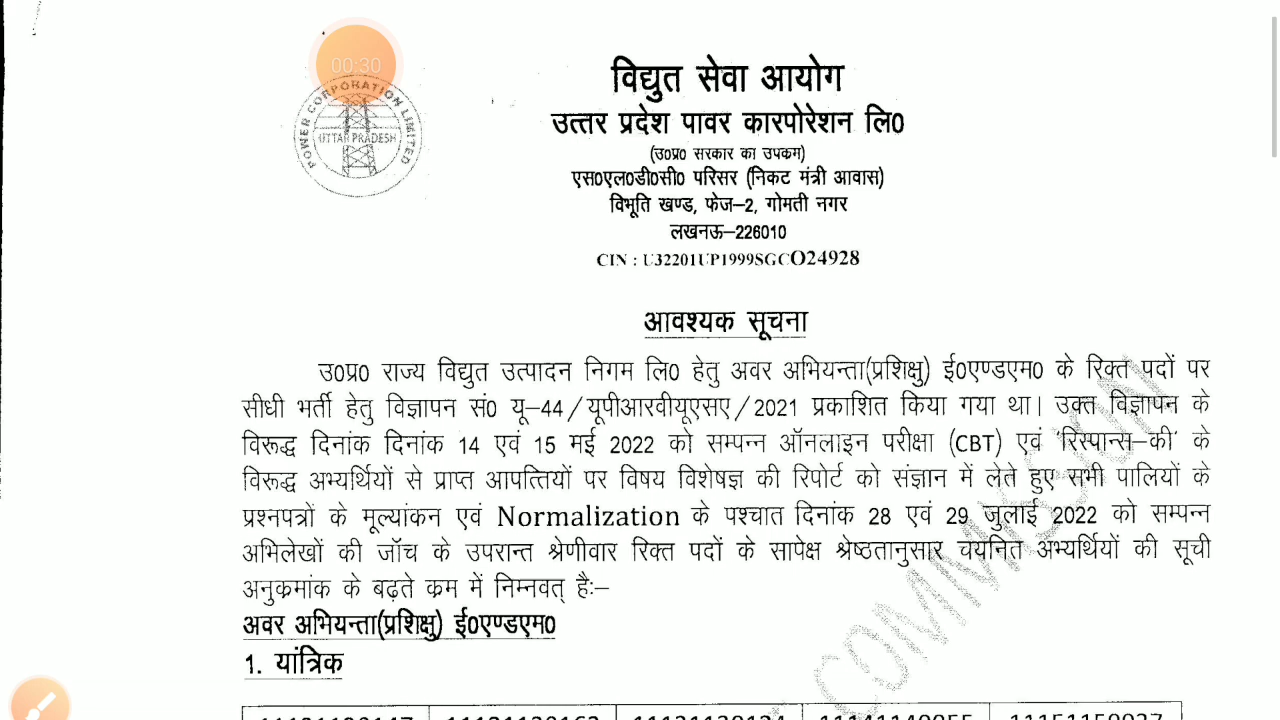 00:30
POWER CORPORATION LIMITED
UTTAR PRADESH
विद्युत सेवा आयोग
उत्तर प्रदेश पावर कारपोरेशन लि0
(उ0प्र0 सरकार का उपक्रम)
एस0एल0डी0सी0 परिसर (निकट मंत्री आवास)
विभूति खण्ड, फेज–2, गोमती नगर
लखनऊ–226010
CIN : U32201UP1999SGCO24928
आवश्यक सूचना
उ0प्र0 राज्य विद्युत उत्पादन निगम लि0 हेतु अवर अभियन्ता(प्रशिक्षु) ई0एण्डएम0 के रिक्त पदों पर
सीधी भर्ती हेतु विज्ञापन सं0 यू–44/यूपीआरवीयूएसए/2021 प्रकाशित किया गया था। उक्त विज्ञापन के
विरूद्ध दिनांक दिनांक 14 एवं 15 मई 2022 को सम्पन्न ऑनलाइन परीक्षा (CBT) एवं 'रिस्पान्स–की' के
विरूद्ध अभ्यर्थियों से प्राप्त आपत्तियों पर विषय विशेषज्ञ की रिपोर्ट को संज्ञान में लेते हुए सभी पालियों के
प्रश्नपत्रों के मूल्यांकन एवं Normalization के पश्चात दिनांक 28 एवं 29 जुलाई 2022 को सम्पन्न
अभिलेखों की जॉच के उपरान्त श्रेणीवार रिक्त पदों के सापेक्ष श्रेष्ठतानुसार चयनित अभ्यर्थियों की सूची
अनुक्रमांक के बढ़ते क्रम में निम्नवत् हैः–
अवर अभियन्ता(प्रशिक्षु) ई0एण्डएम0
1. यांत्रिक